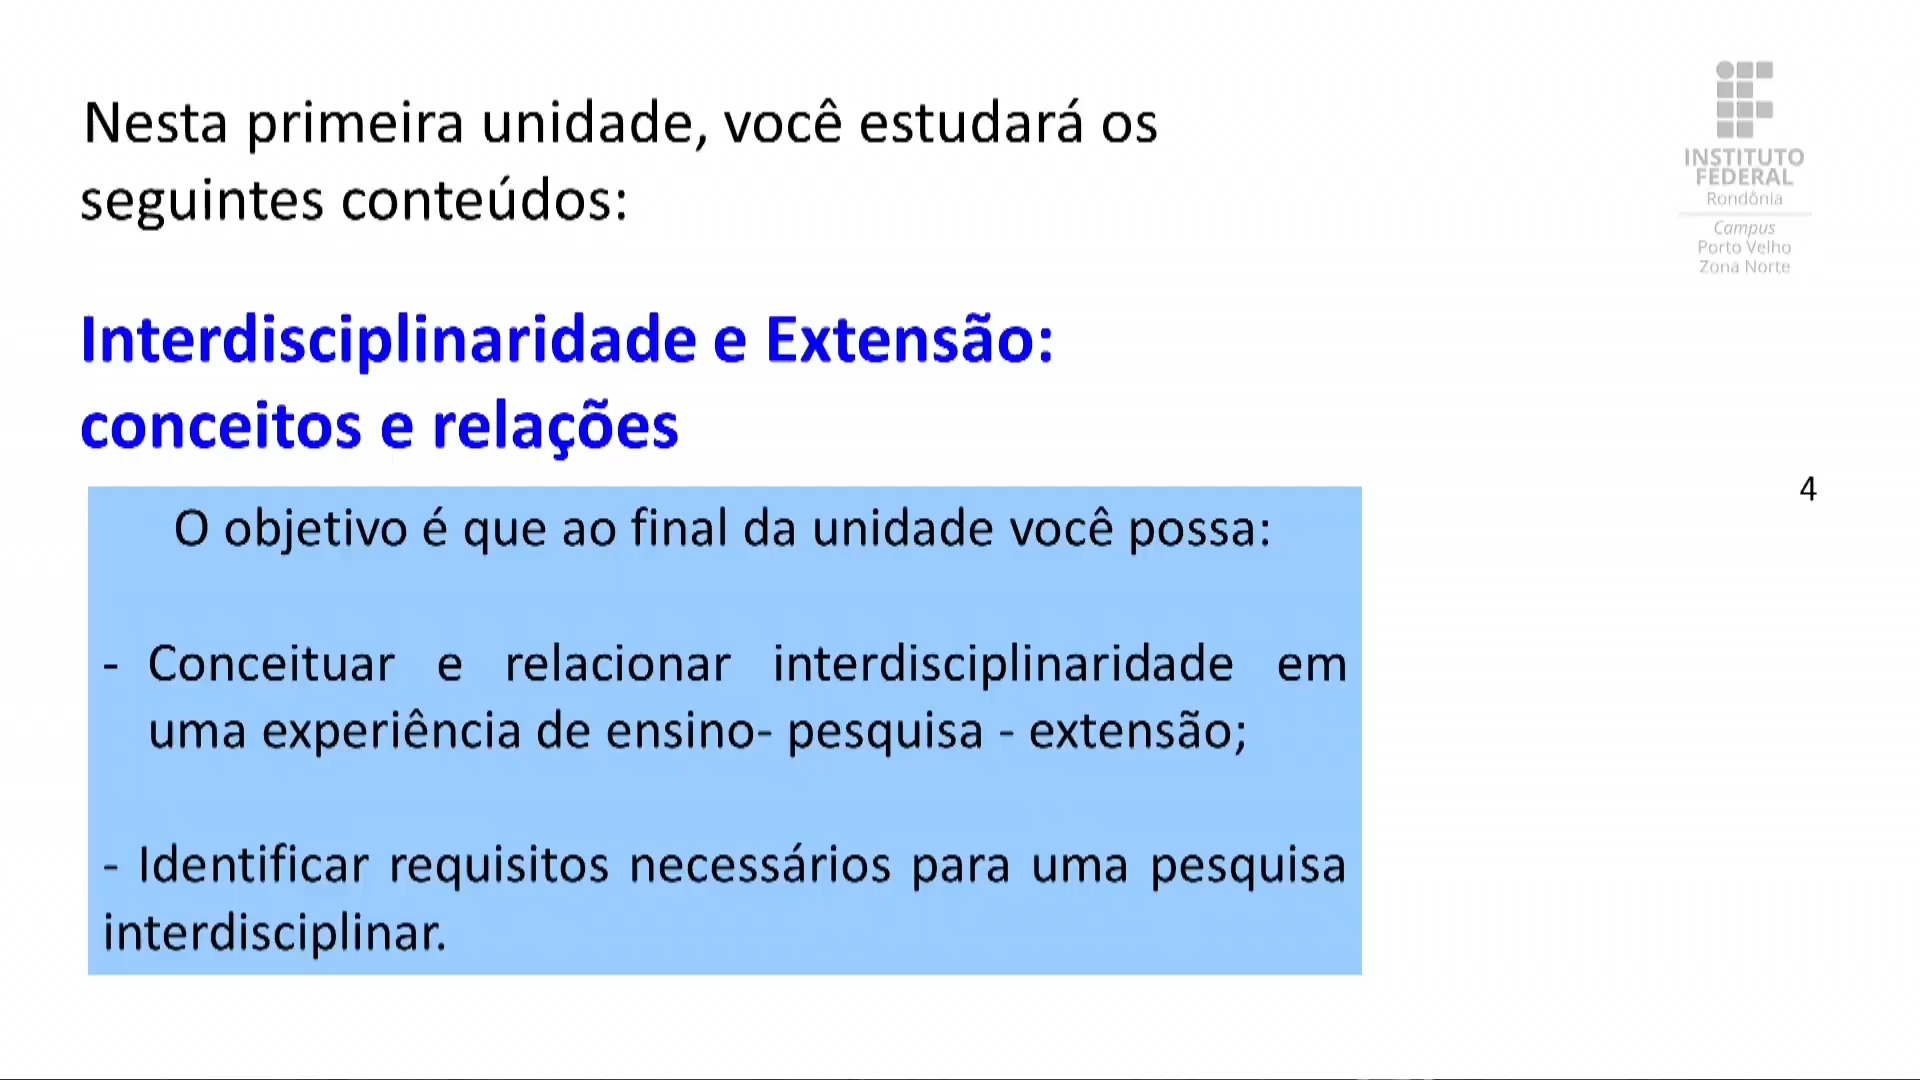 Nesta primeira unidade, você estudará os
seguintes conteúdos:
INSTITUTO
FEDERAL
Rondônia
Campus
Porto Velho
Zona Norte
Interdisciplinaridade e Extensão:
conceitos e relações
4
O objetivo é que ao final da unidade você possa:
- Conceituar e relacionar interdisciplinaridade em
uma experiência de ensino- pesquisa - extensão;
- Identificar requisitos necessários para uma pesquisa
interdisciplinar.